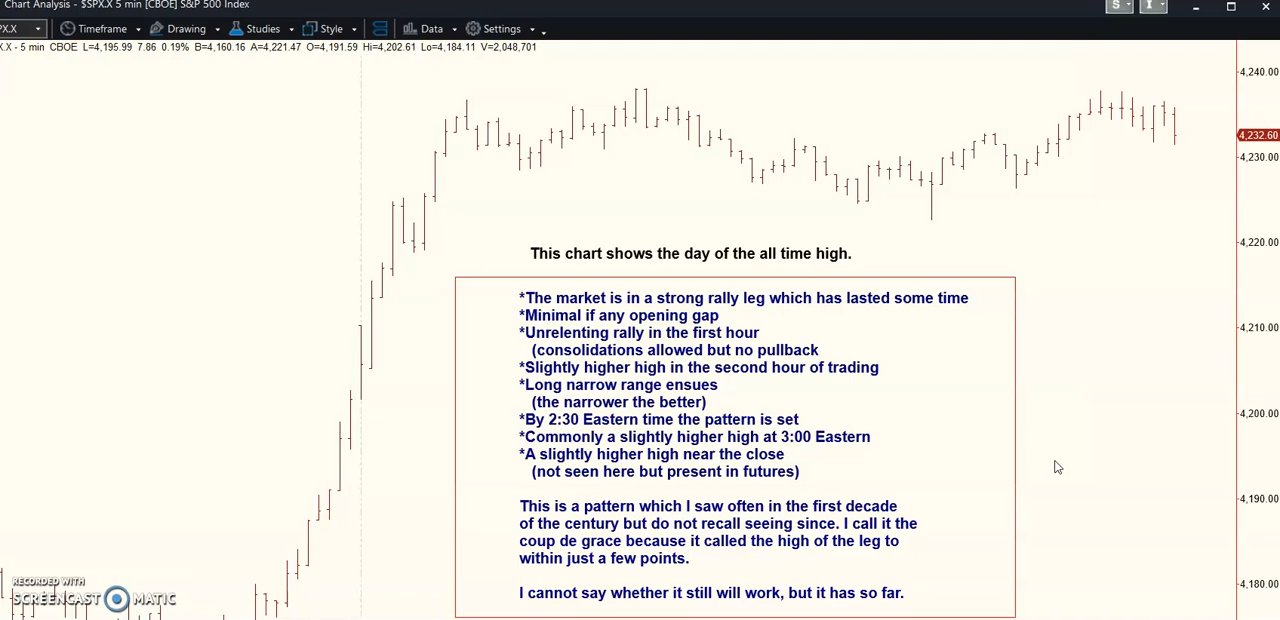 Chart Analysis - $SPX.X 5 min [CBOE] S&P 500 Index
S
I
PX.X
Timeframe
Drawing
Studies
Style
Data
Settings
X.X - 5 min CBOE L=4,195.99 7.86 0.19% B=4,160.16 A=4,221.47 O=4,191.59 Hi=4,202.61 Lo=4,184.11 V=2,048,701
4,240.00
4,232.60
4,230.00
4,220.00
4,210.00
4,200.00
4,190.00
4,180.00
This chart shows the day of the all time high.
*The market is in a strong rally leg which has lasted some time
*Minimal if any opening gap
*Unrelenting rally in the first hour
(consolidations allowed but no pullback
*Slightly higher high in the second hour of trading
*Long narrow range ensues
(the narrower the better)
*By 2:30 Eastern time the pattern is set
*Commonly a slightly higher high at 3:00 Eastern
*A slightly higher high near the close
(not seen here but present in futures)
This is a pattern which I saw often in the first decade
of the century but do not recall seeing since. I call it the
coup de grace because it called the high of the leg to
within just a few points.
I cannot say whether it still will work, but it has so far.
RECORDED WITH
SCREENCAST MATIC